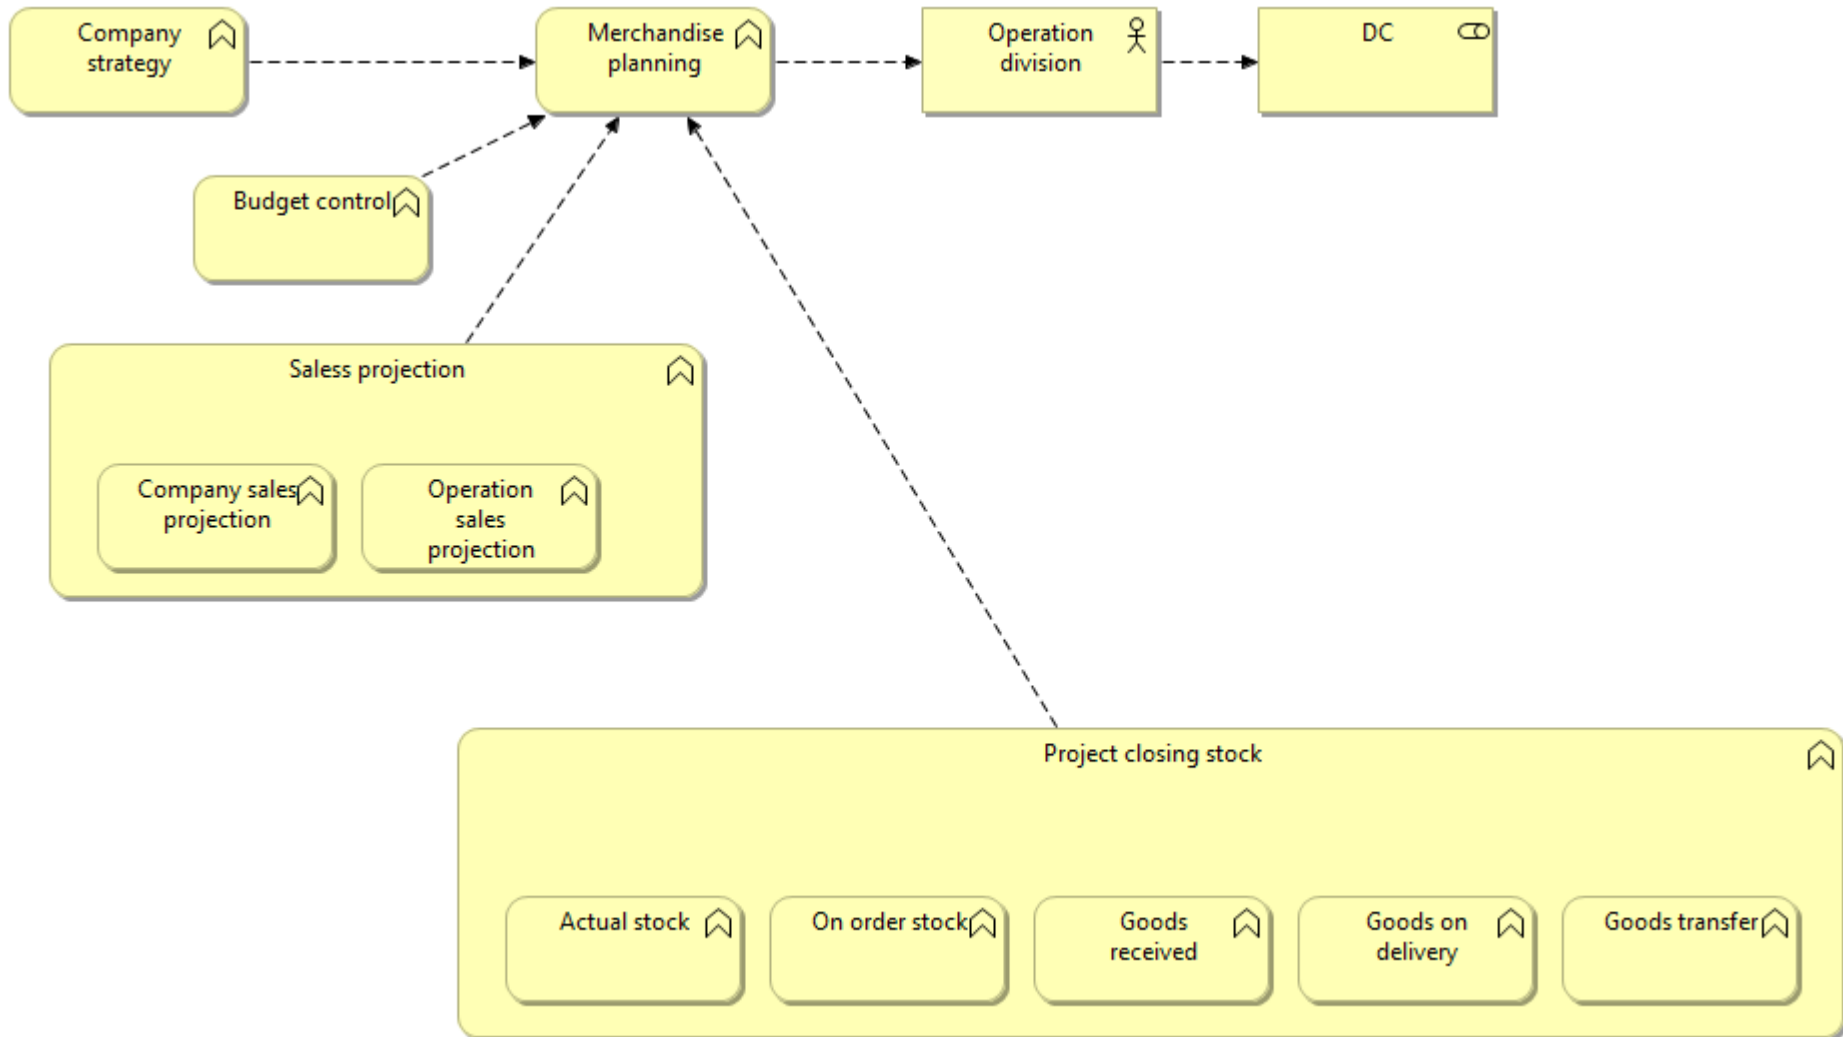 Company
strategy
Merchandise
planning
Operation
division
DC
Budget control
Saless projection
Company sales
projection
Operation
sales
projection
Project closing stock
Actual stock
On order stock
Goods
received
Goods on
delivery
Goods transfer